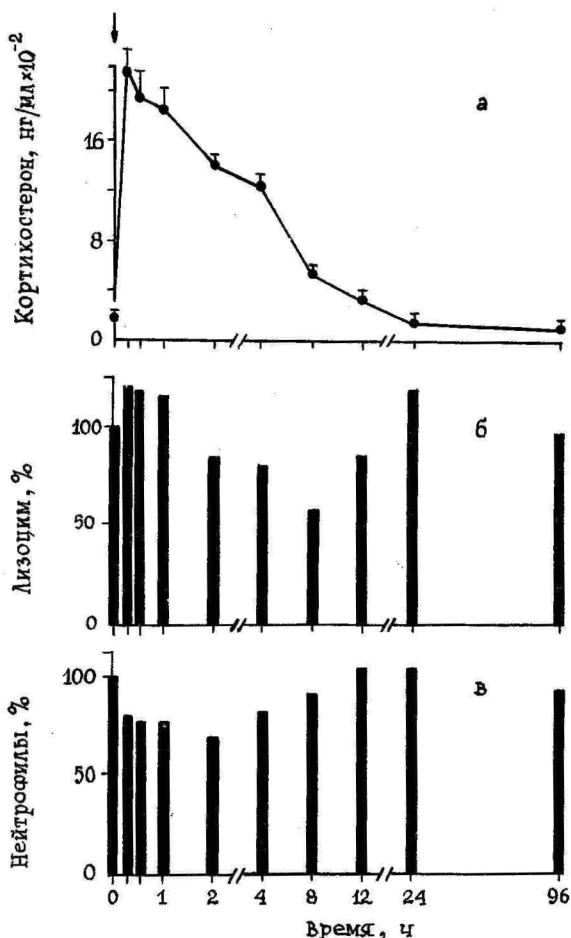 Кортикостерон, нг/мл×10⁻²
16
8
0
а
Лизоцим, %
100
50
0
б
Нейтрофилы, %
100
50
0
в
0 1 2 4 8 12 24 96
Время, ч